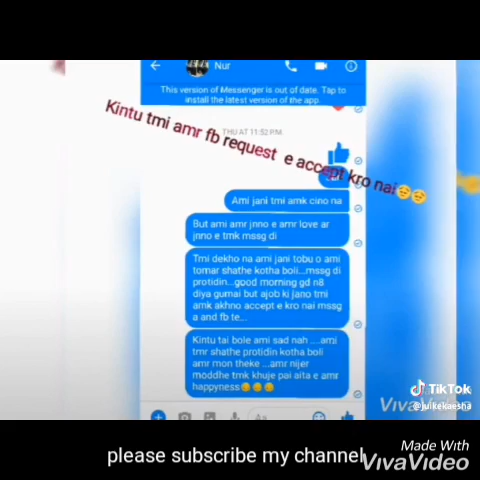 Nur
This version of Messenger is out of date. Tap to
install the latest version of the app.
Kintu tmi amr fb request e accept kro nai😔😔
THU AT 11:52 PM
Ami jani tmi amk cino na
But ami amr jnno e amr love ar
jnno e tmk mssg di
Tmi dekho na ami jani tobu o ami
tomar shathe kotha boli...mssg di
protidin...good morning gd n8
diya gumai but ajob ki jano tmi
amk akhno accept e kro nai mssg
a and fb te...
Kintu tai bole ami sad nah ....ami
tmr shathe protidin kotha boli
amr mon theke ...amr nijer
moddhe tmk khuje pai aita e amr
happyness😊😊😊
Aa
TikTok
@julkekaesha
VivaVideo
please subscribe my channel
Made With
VivaVideo